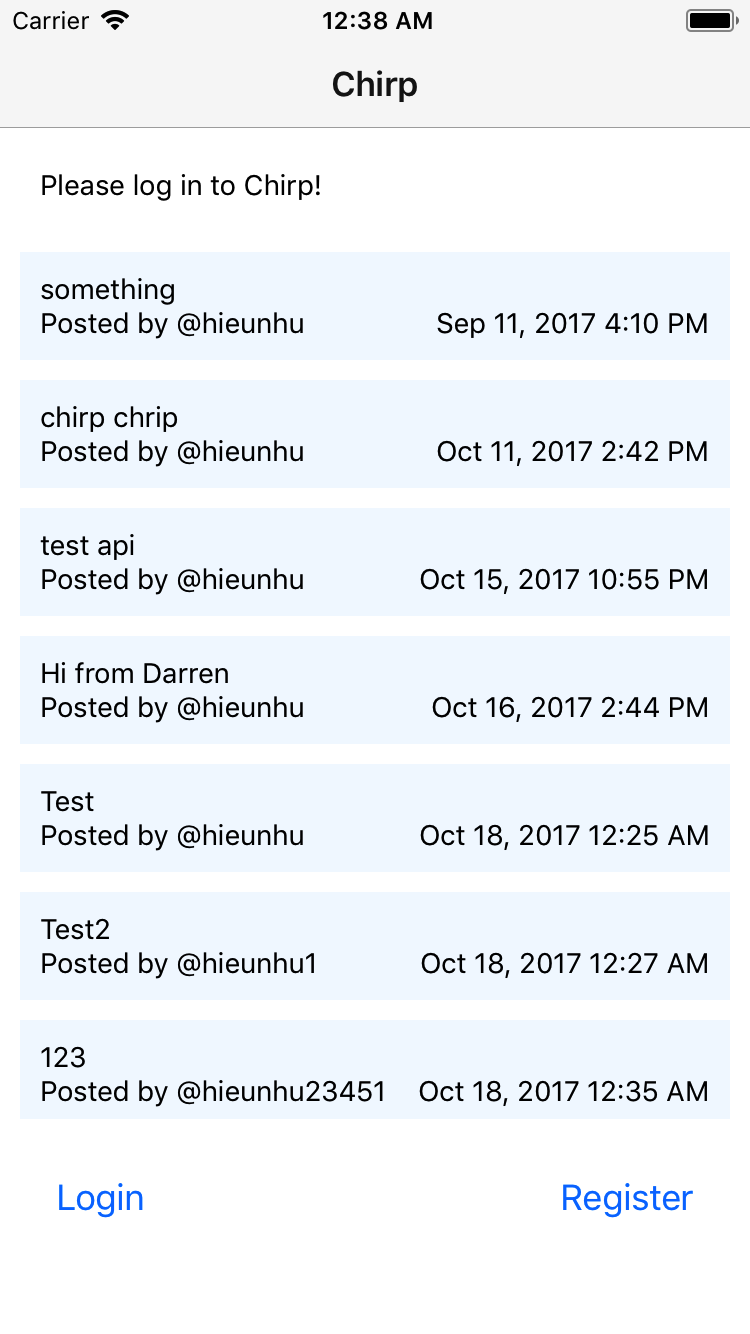 Carrier 12:38 AM
Chirp
Please log in to Chirp!
something
Posted by @hieunhu Sep 11, 2017 4:10 PM
chirp chrip
Posted by @hieunhu Oct 11, 2017 2:42 PM
test api
Posted by @hieunhu Oct 15, 2017 10:55 PM
Hi from Darren
Posted by @hieunhu Oct 16, 2017 2:44 PM
Test
Posted by @hieunhu Oct 18, 2017 12:25 AM
Test2
Posted by @hieunhu1 Oct 18, 2017 12:27 AM
123
Posted by @hieunhu23451 Oct 18, 2017 12:35 AM
Login Register